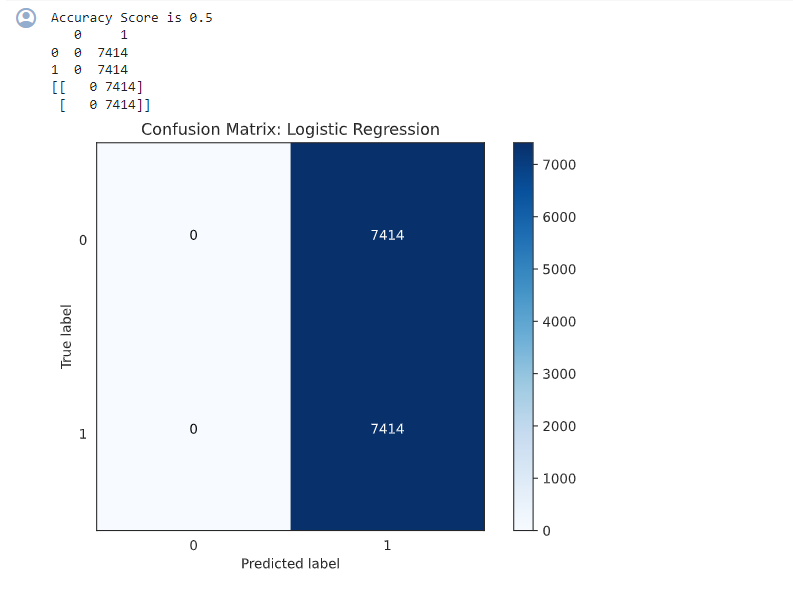 Accuracy Score is 0.5
0 1
0 0 7414
1 0 7414
[[ 0 7414]
[ 0 7414]]
Confusion Matrix: Logistic Regression
7000
0 0 7414
6000
5000
4000
True label
3000
1 0 7414
2000
1000
0
0 1
Predicted label